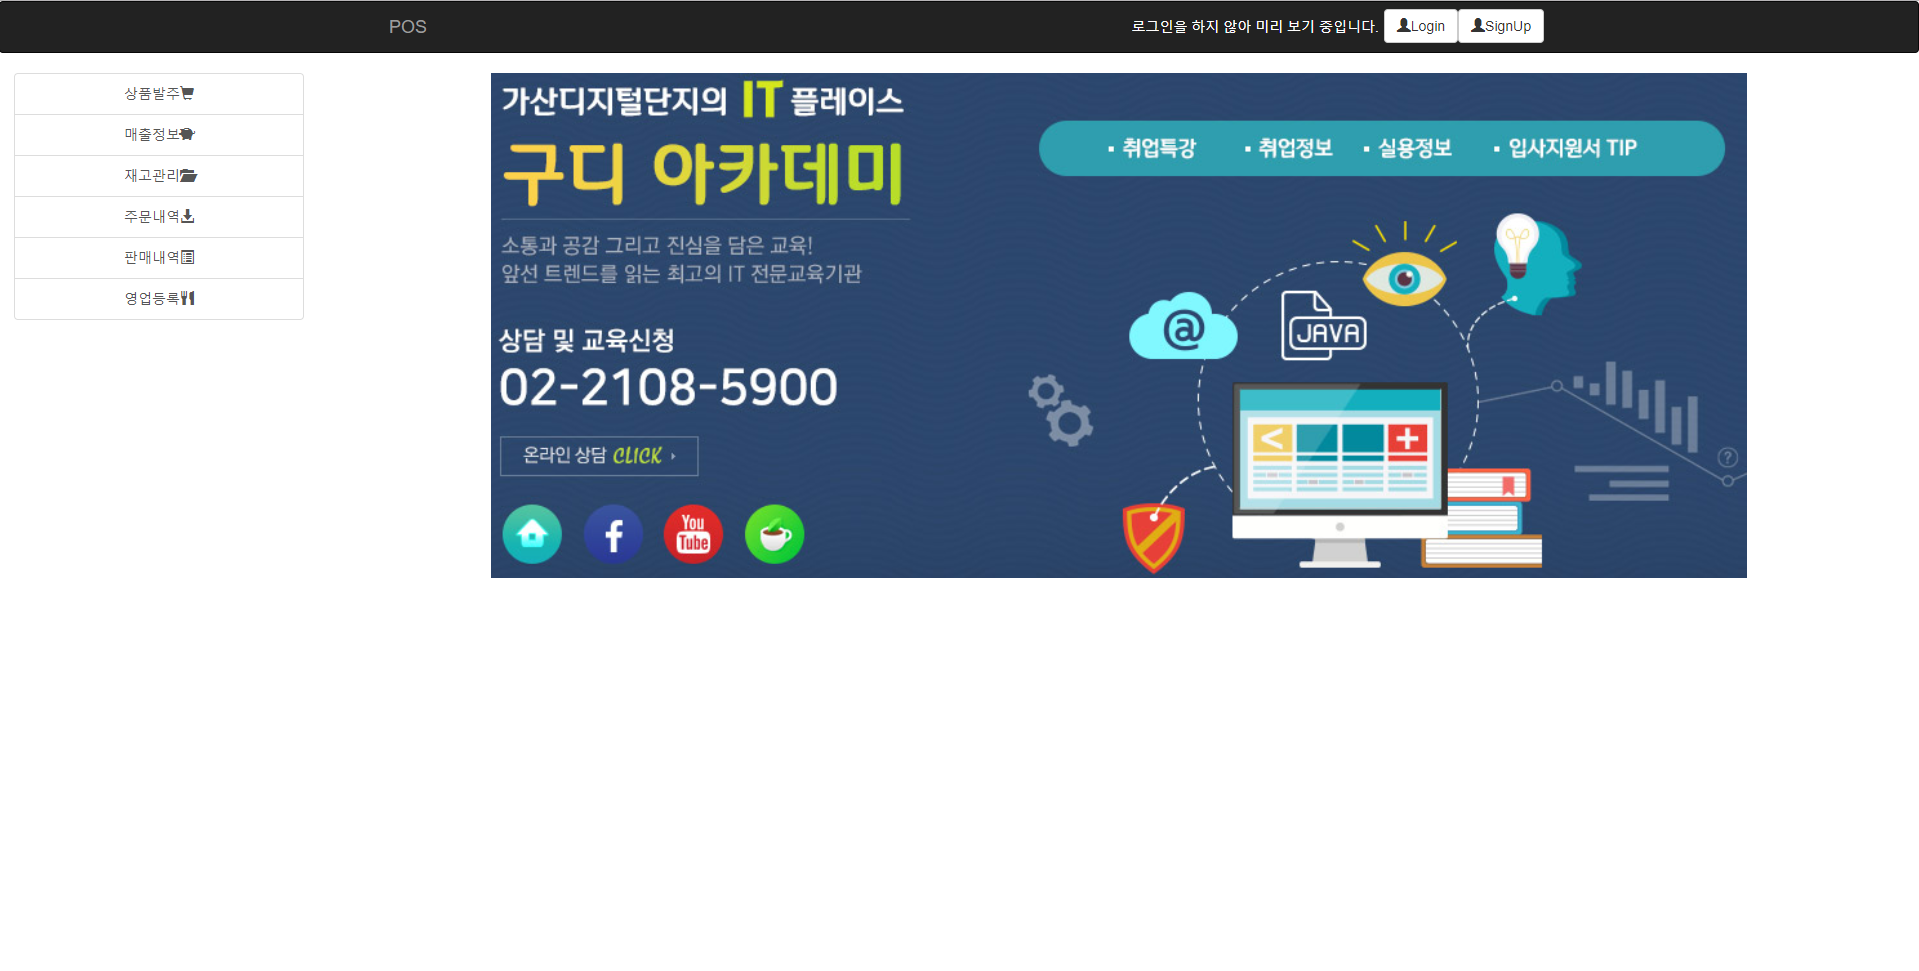 POS
로그인을 하지 않아 미리 보기 중입니다. Login SignUp
상품발주
매출정보
재고관리
주문내역
판매내역
영업등록
가산디지털단지의 IT 플레이스
구디 아카데미
소통과 공감 그리고 진심을 담은 교육!
앞선 트렌드를 읽는 최고의 IT 전문교육기관
상담 및 교육신청
02-2108-5900
온라인 상담 CLICK
You
Tube
취업특강 취업정보 실용정보 입사지원서 TIP
@
JAVA
< +
?